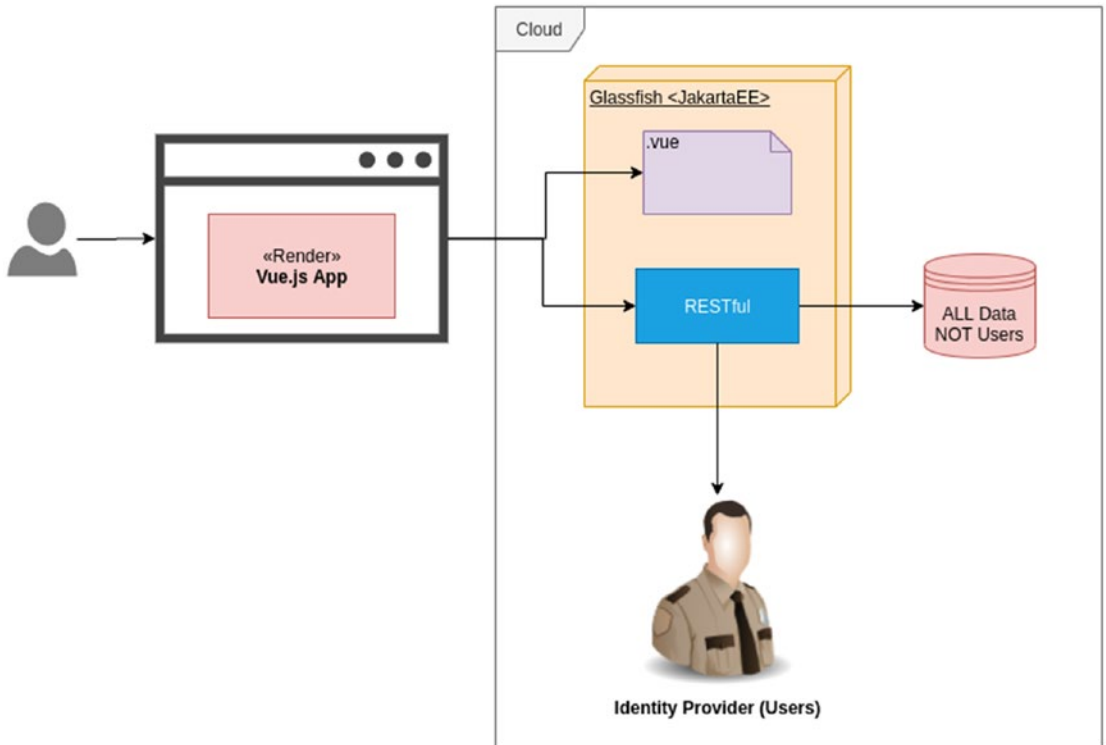 Cloud
Glassfish <JakartaEE>
.vue
«Render»
Vue.js App
RESTful
ALL Data
NOT Users
Identity Provider (Users)